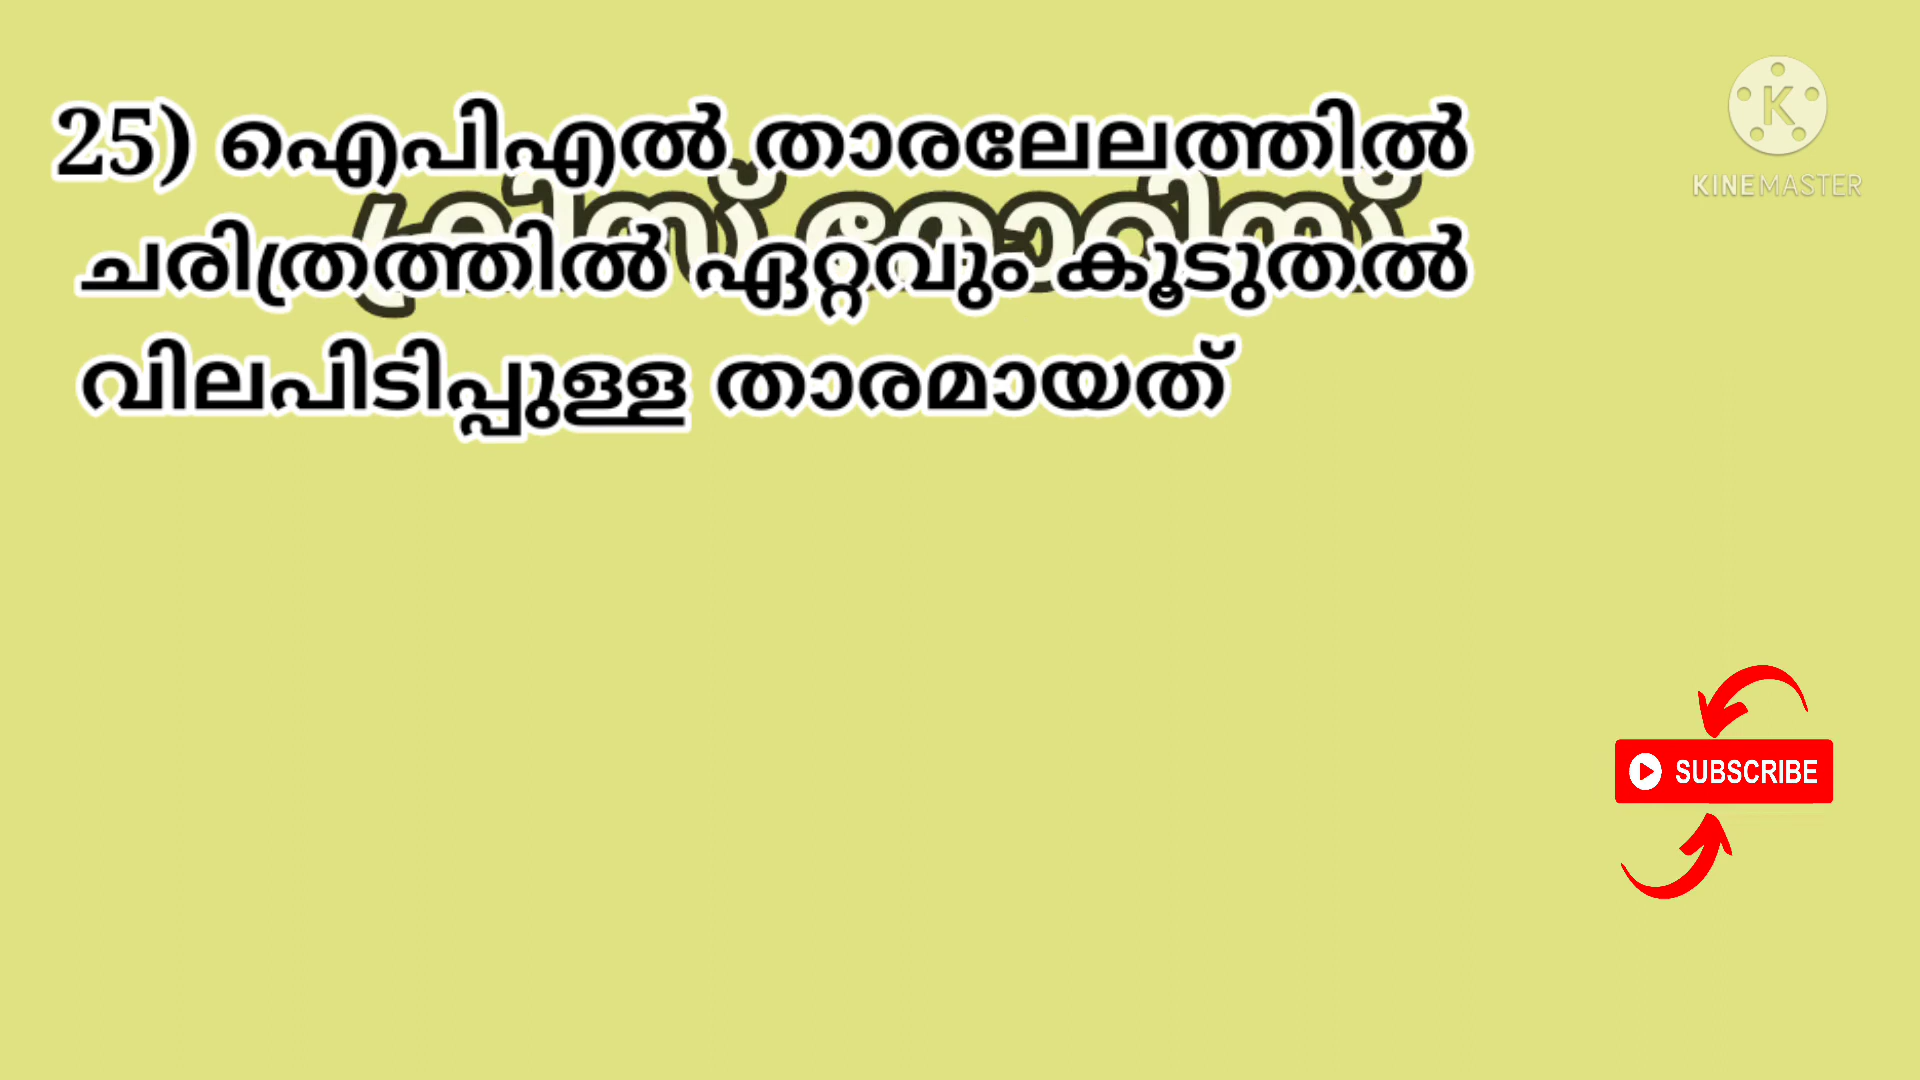 25) ഐപിഎൽ താരലേലത്തിൽ
ക്രിസ് മോറിസ്
ചരിത്രത്തിൽ ഏറ്റവും കൂടുതൽ
വിലപിടിപ്പുള്ള താരമായത്
KINEMASTER
SUBSCRIBE